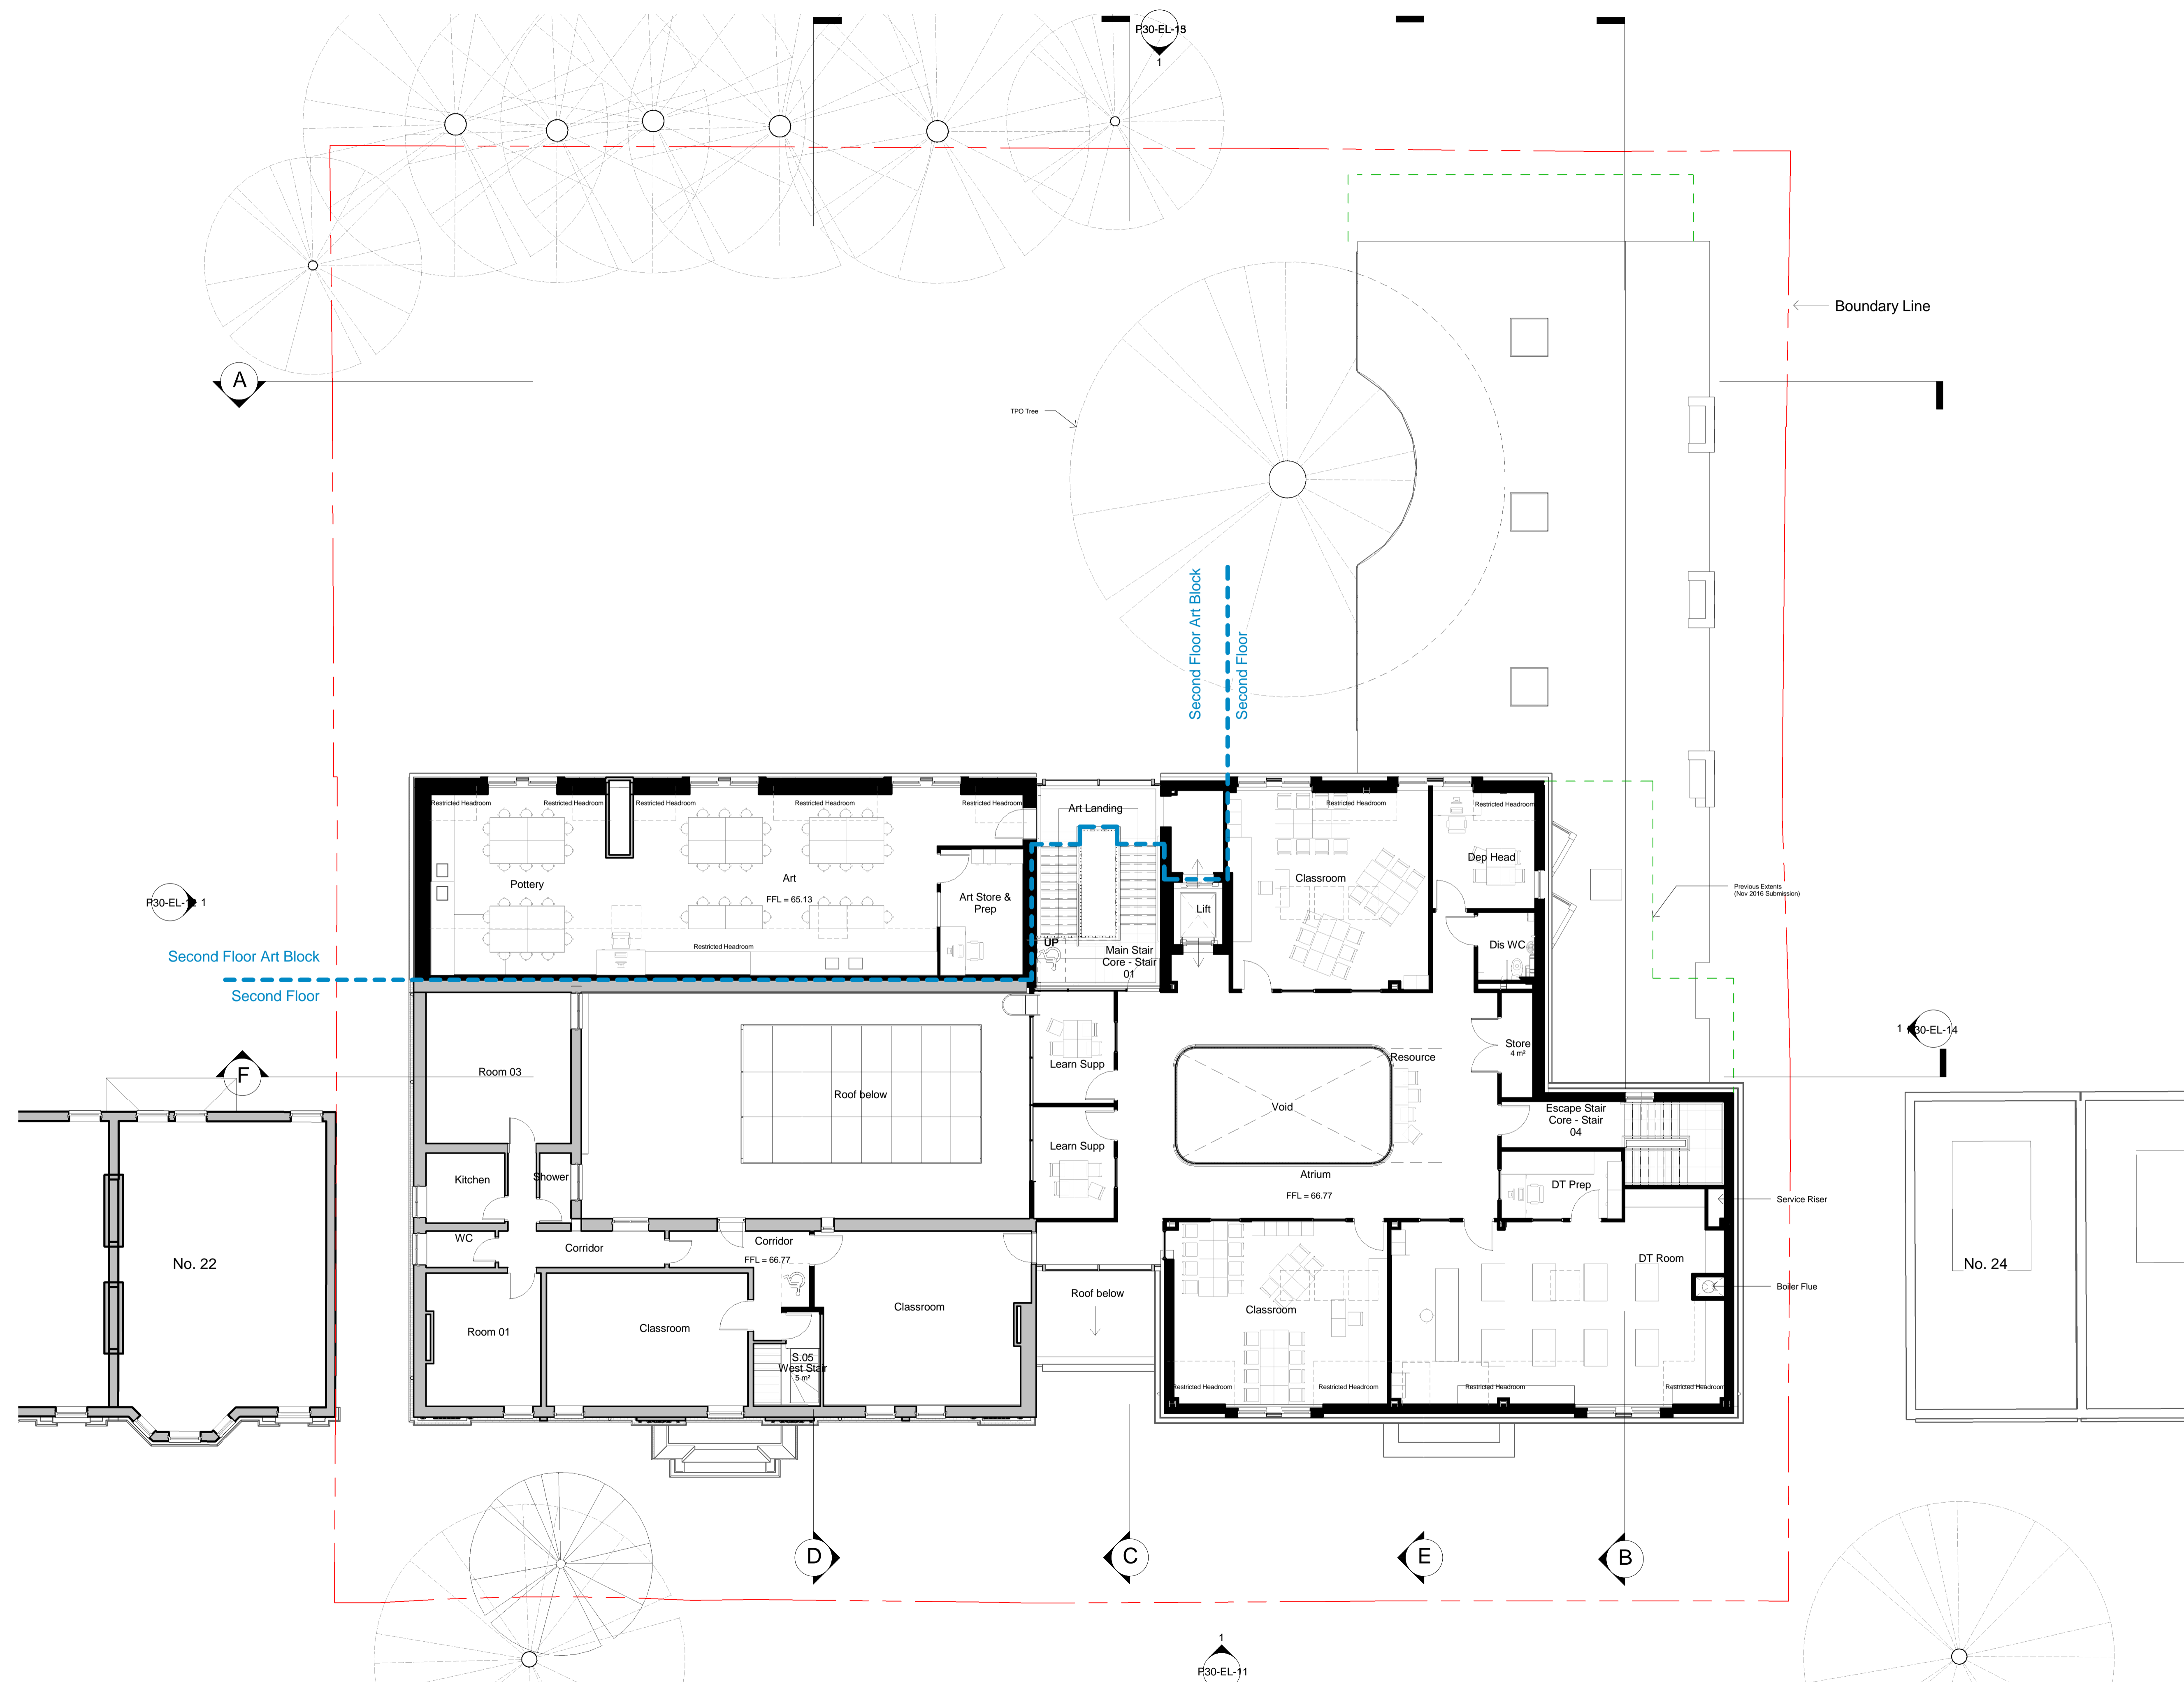 P30-EL-13
1
Boundary Line
A
TPO Tree
Second Floor Art Block
Second Floor
Restricted Headroom
Restricted Headroom
Restricted Headroom
Restricted Headroom
Restricted Headroom
Art Landing
Restricted Headroom
Restricted Headroom
Pottery
Art
FFL = 65.13
Art Store &
Prep
Classroom
Dep Head
Previous Extents
(Nov 2016 Submission)
1
Lift
Restricted Headroom
UP
Main Stair
Core - Stair
01
Dis WC
Second Floor Art Block
Second Floor
1
P30-EL-14
F
Room 03
Roof below
Learn Supp
Void
Resource
Store
4 m²
Escape Stair
Core - Stair
04
Learn Supp
Kitchen
Shower
Atrium
FFL = 66.77
DT Prep
Service Riser
WC
Corridor
Corridor
FFL = 66.77
No. 22
DT Room
No. 24
Boiler Flue
Roof below
Room 01
Classroom
Classroom
Classroom
S.05
West Stair
5 m²
Restricted Headroom
Restricted Headroom
Restricted Headroom
Restricted Headroom
D
C
E
B
1
P30-EL-11